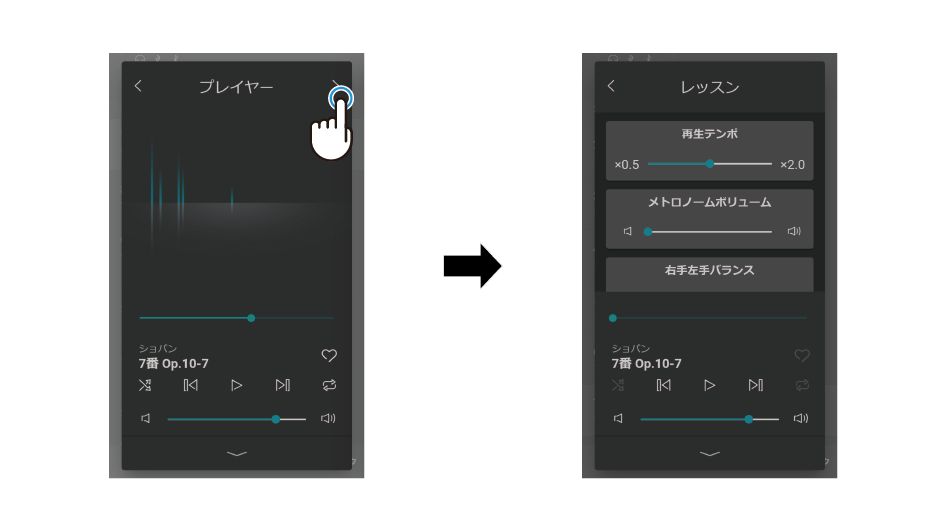 プレイヤー
ショパン
7番 Op.10-7
レッスン
再生テンポ
×0.5 ×2.0
メトロノームボリューム
右手左手バランス
ショパン
7番 Op.10-7